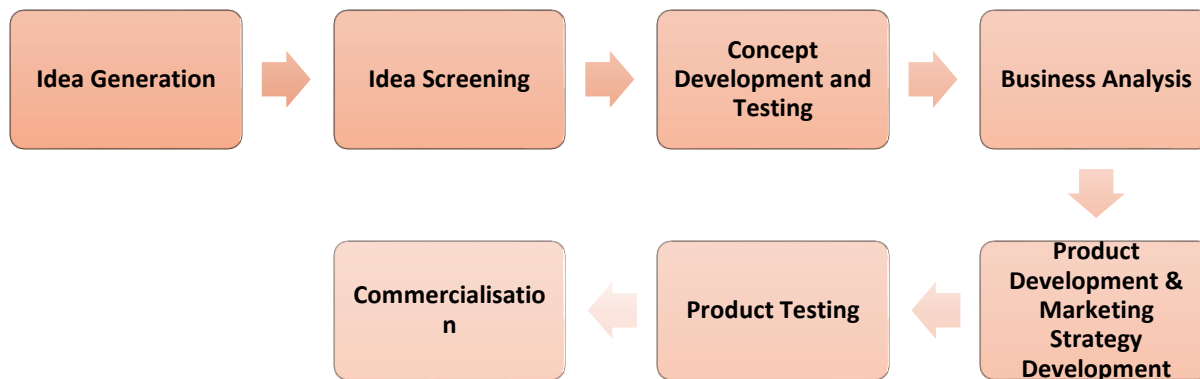 Idea Generation
Idea Screening
Concept
Development and
Testing
Business Analysis
Product
Development &
Marketing
Strategy
Development
Product Testing
Commercialisatio
n